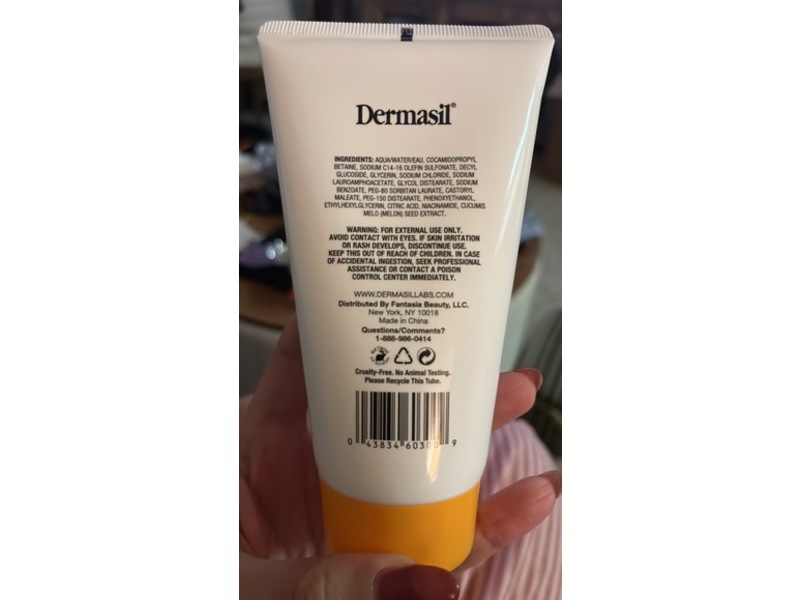 Dermasil®
INGREDIENTS: AQUA/WATER/EAU, COCAMIDOPROPYL
BETAINE, SODIUM C14-16 OLEFIN SULFONATE, DECYL
GLUCOSIDE, GLYCERIN, SODIUM CHLORIDE, SODIUM
LAUROAMPHOACETATE, GLYCOL DISTEARATE, SODIUM
BENZOATE, PEG-80 SORBITAN LAURATE, CASTORYL
MALEATE, PEG-150 DISTEARATE, PHENOXYETHANOL,
ETHYLHEXYLGLYCERIN, CITRIC ACID, NIACINAMIDE, CUCUMIS
MELO (MELON) SEED EXTRACT.
WARNING: FOR EXTERNAL USE ONLY.
AVOID CONTACT WITH EYES. IF SKIN IRRITATION
OR RASH DEVELOPS, DISCONTINUE USE.
KEEP THIS OUT OF REACH OF CHILDREN. IN CASE
OF ACCIDENTAL INGESTION, SEEK PROFESSIONAL
ASSISTANCE OR CONTACT A POISON
CONTROL CENTER IMMEDIATELY.
WWW.DERMASILLABS.COM
Distributed By Fantasia Beauty, LLC.
New York, NY 10018
Made in China
Questions/Comments?
1-888-986-0414
Cruelty-Free. No Animal Testing.
Please Recycle This Tube.
0 43834 60300 9